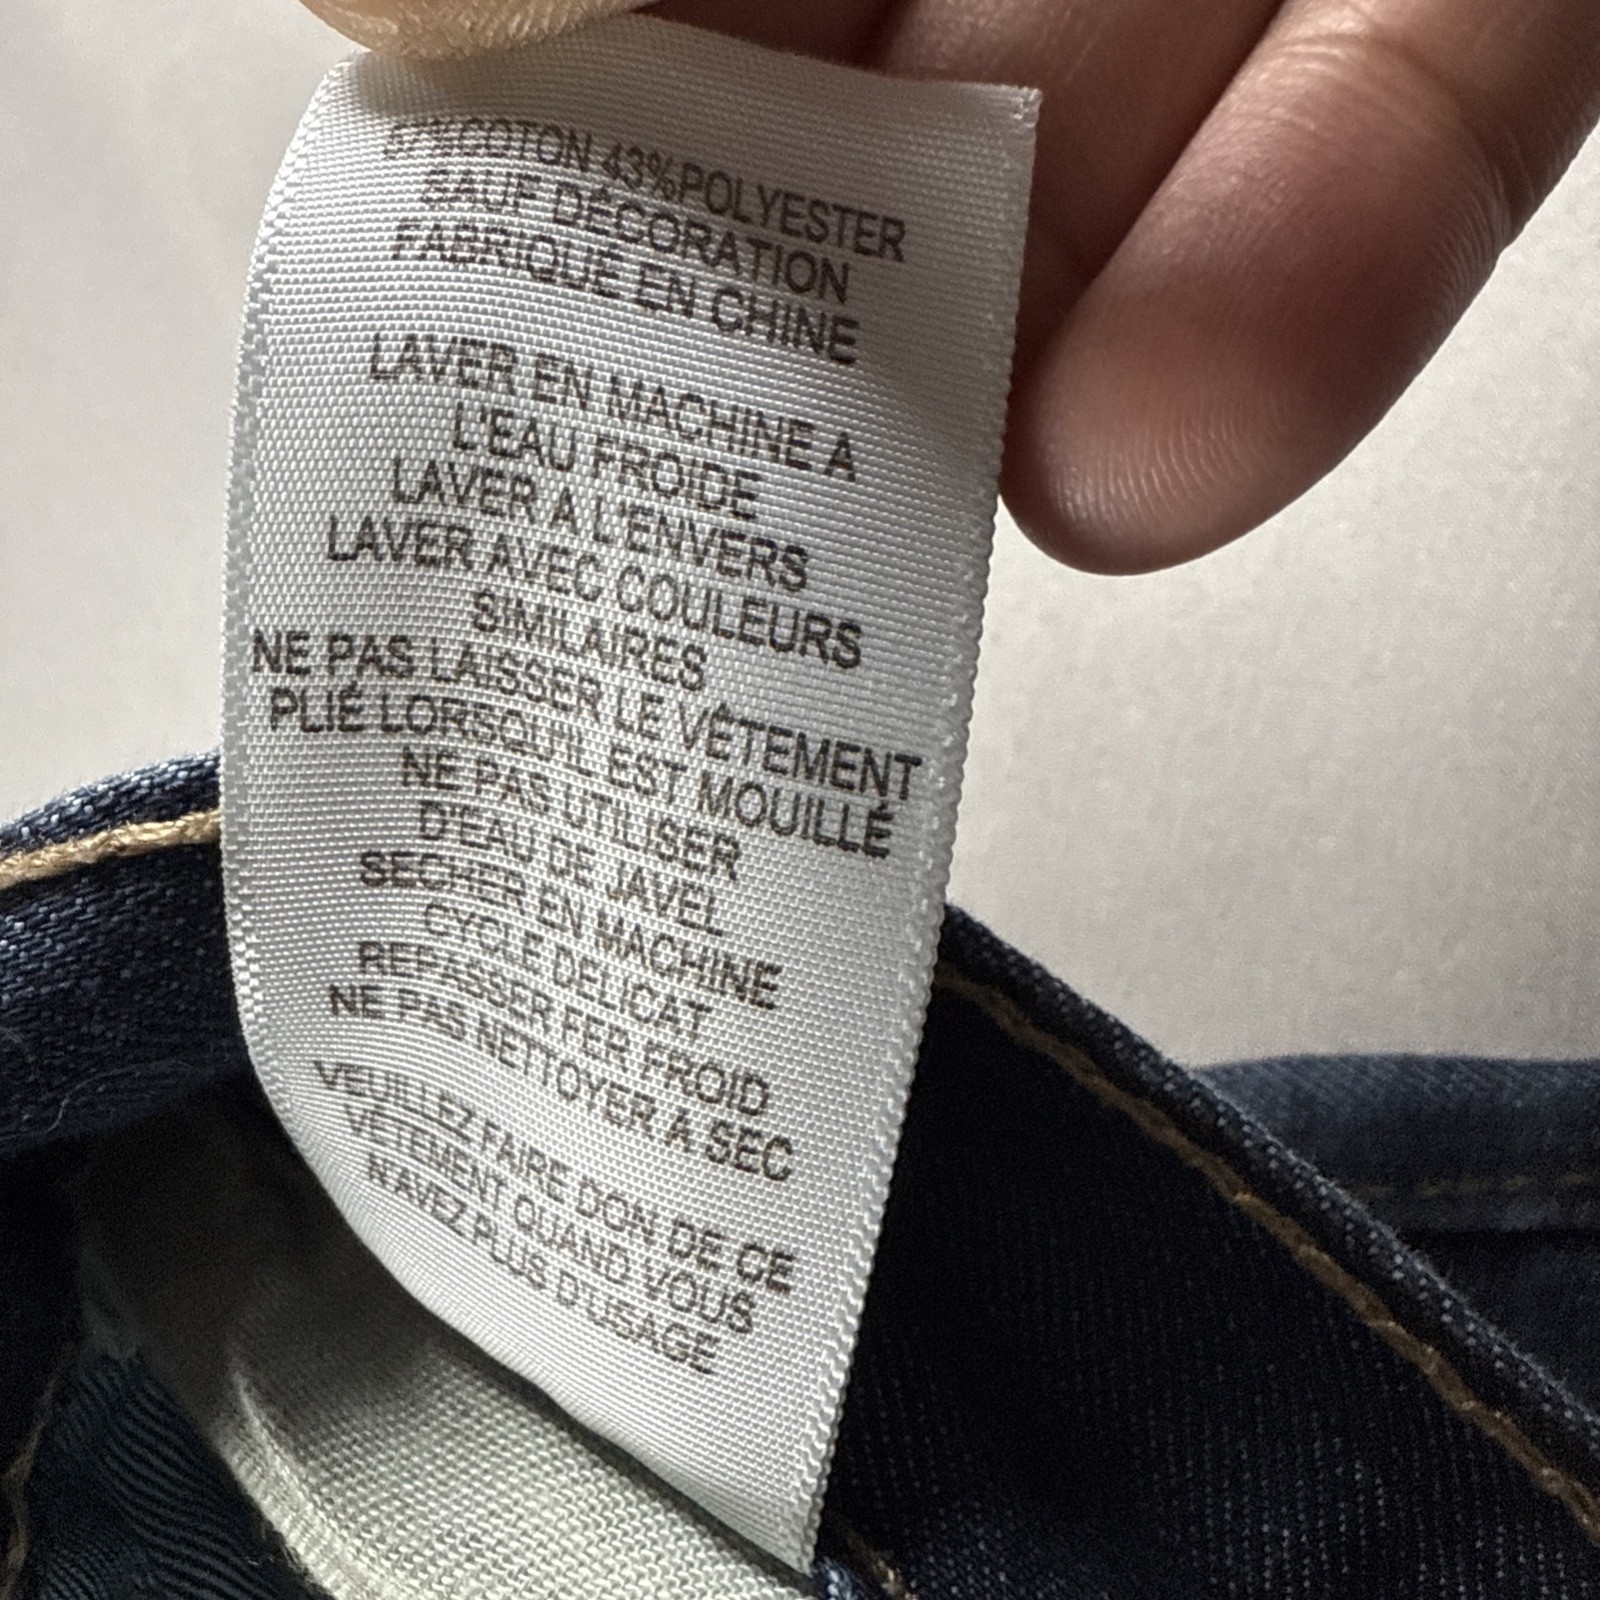 COTON 43%POLYESTER
SAUF DÉCORATION
FABRIQUÉ EN CHINE
LAVER EN MACHINE A
L'EAU FROIDE
LAVER A L'ENVERS
LAVER AVEC COULEURS
SIMILAIRES
NE PAS LAISSER LE VÊTEMENT
PLIÉ LORSQU'IL EST MOUILLÉ
NE PAS UTILISER
D'EAU DE JAVEL
SECHER EN MACHINE
CYCLE DELICAT
REPASSER FER FROID
NE PAS NETTOYER A SEC
VEUILLEZ FAIRE DON DE CE
VETEMENT QUAND VOUS
N'AVEZ PLUS D'USAGE